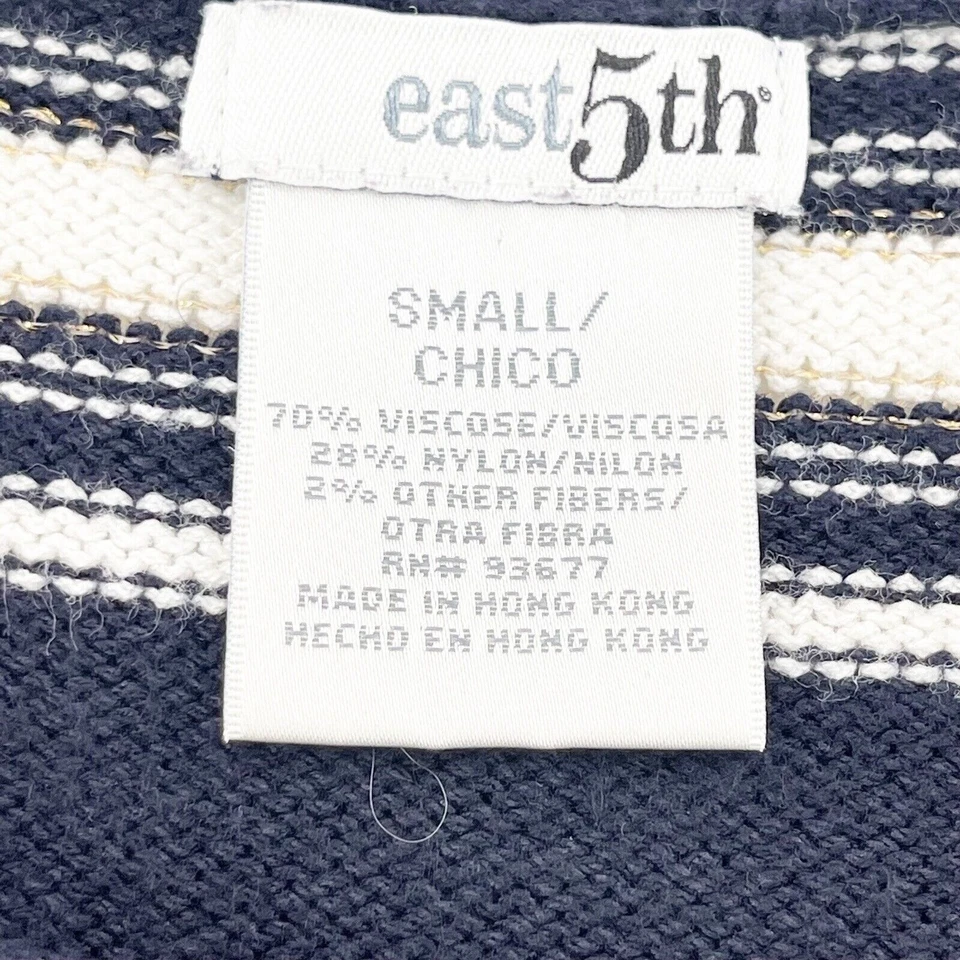 east5th®
SMALL/
CHICO
70% VISCOSE/VISCOSA
28% NYLON/NILON
2% OTHER FIBERS/
OTRA FIBRA
RN# 93677
MADE IN HONG KONG
HECHO EN HONG KONG